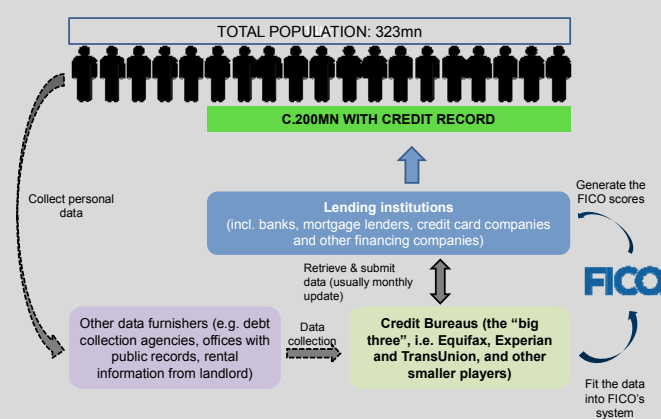 TOTAL POPULATION: 323mn
C.200MN WITH CREDIT RECORD
Collect personal
data
Lending institutions
(incl. banks, mortgage lenders, credit card companies
and other financing companies)
Generate the
FICO scores
Retrieve & submit
data (usually monthly
update)
FICO
Other data furnishers (e.g. debt
collection agencies, offices with
public records, rental
information from landlord)
Data
collection
Credit Bureaus (the “big
three”, i.e. Equifax, Experian
and TransUnion, and other
smaller players)
Fit the data
into FICO's
system